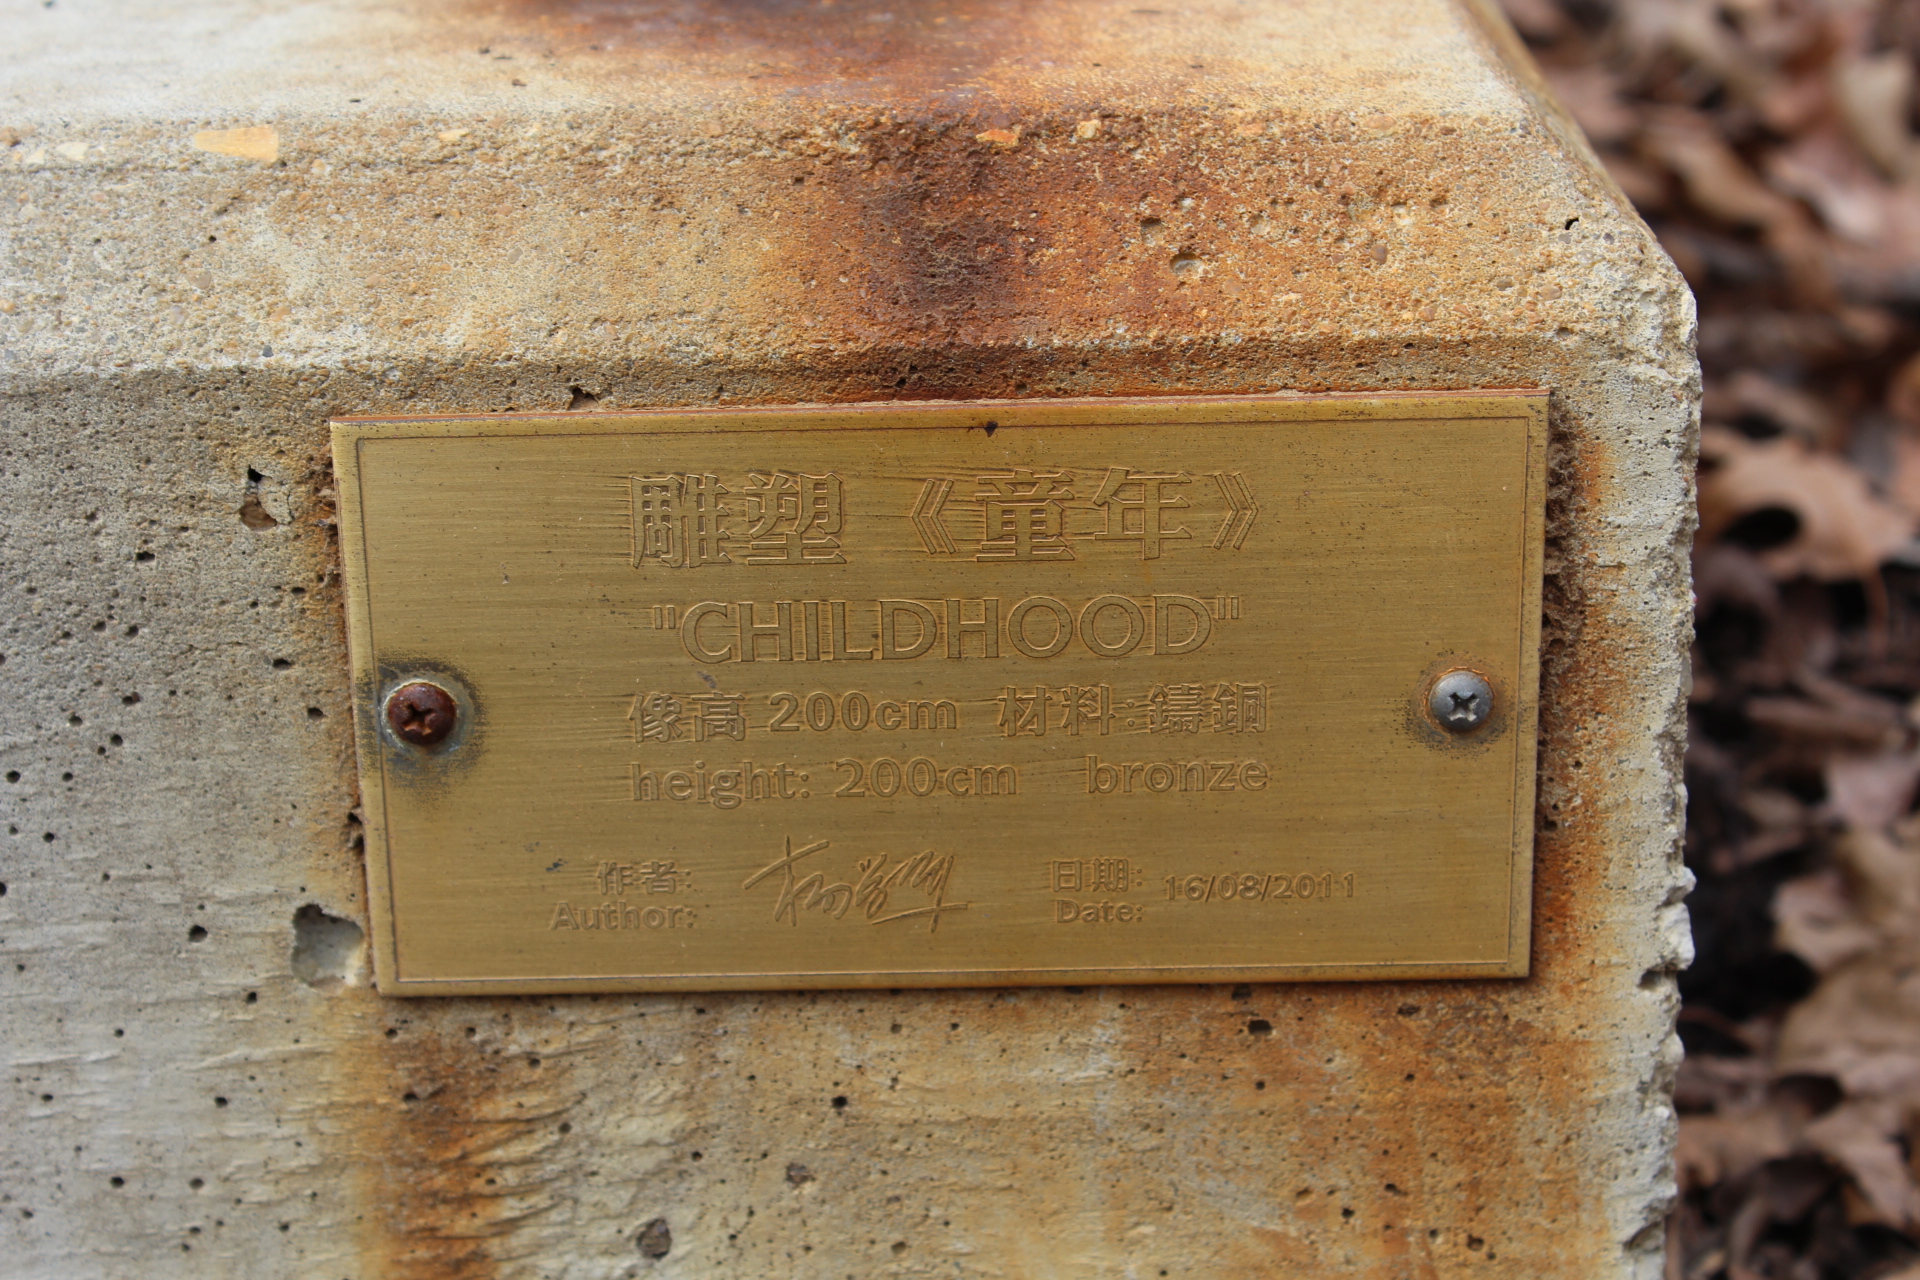 雕塑 《童年》
"CHILDHOOD"
像高 200cm 材料:鑄銅
height: 200cm bronze
作者: 日期: 16/08/2011
Author: Date: